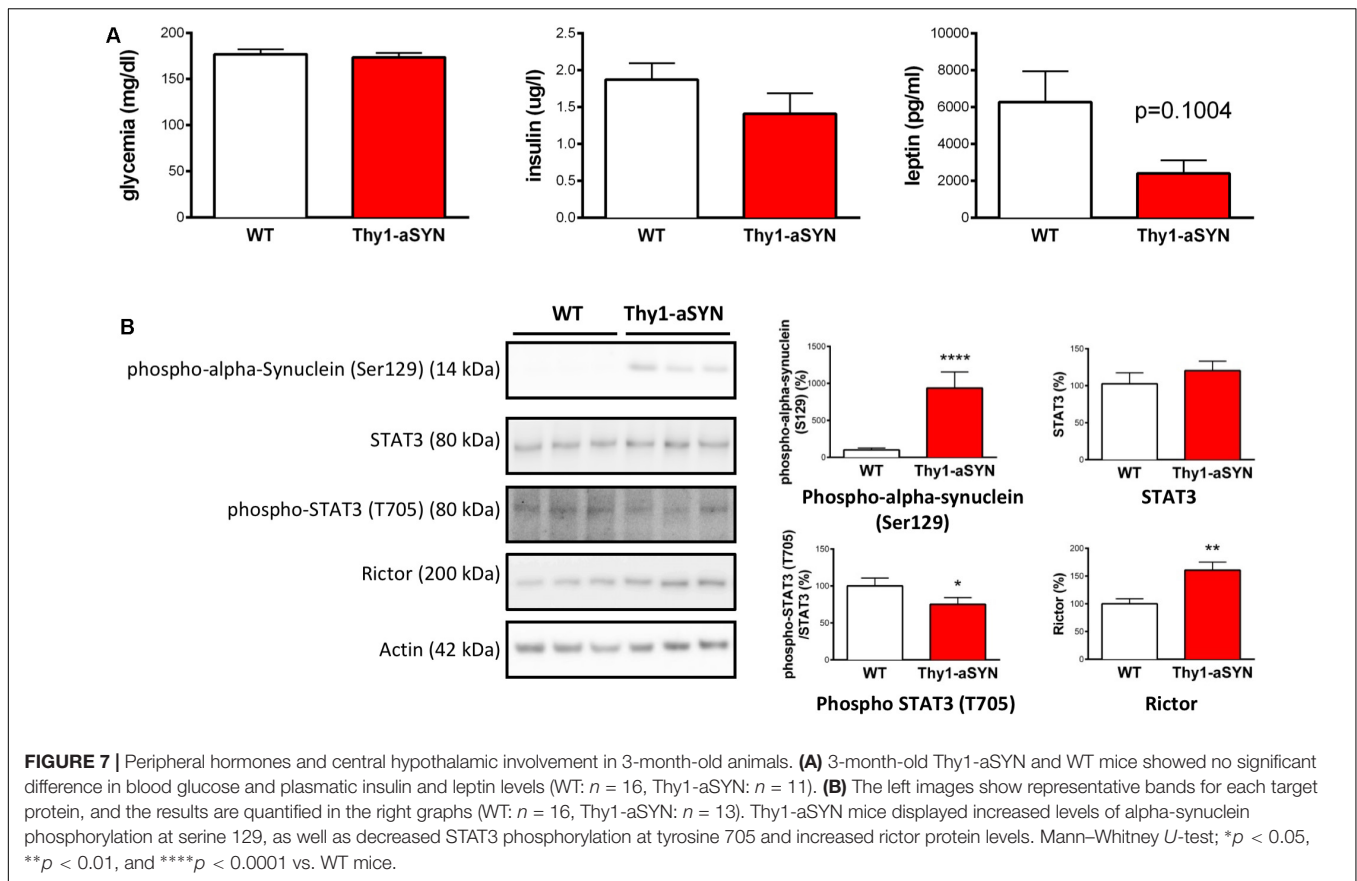 A
glycemia (mg/dl)
200
150
100
50
0
WT Thy1-aSYN
insulin (ug/l)
2.5
2.0
1.5
1.0
0.5
0.0
WT Thy1-aSYN
leptin (pg/ml)
10000
8000
6000
4000
2000
0
p=0.1004
WT Thy1-aSYN
B
WT Thy1-aSYN
phospho-alpha-Synuclein (Ser129) (14 kDa)
STAT3 (80 kDa)
phospho-STAT3 (T705) (80 kDa)
Rictor (200 kDa)
Actin (42 kDa)
phospho-alpha-synuclein
(S129) (%)
1500
1000
500
0
****
WT Thy1-aSYN
Phospho-alpha-synuclein
(Ser129)
STAT3 (%)
150
100
50
0
WT Thy1-aSYN
STAT3
phospho-STAT3 (T705)
/STAT3 (%)
150
100
50
0
*
WT Thy1-aSYN
Phospho STAT3 (T705)
Rictor (%)
200
150
100
50
0
**
WT Thy1-aSYN
Rictor
FIGURE 7 | Peripheral hormones and central hypothalamic involvement in 3-month-old animals. (A) 3-month-old Thy1-aSYN and WT mice showed no significant
difference in blood glucose and plasmatic insulin and leptin levels (WT: n = 16, Thy1-aSYN: n = 11). (B) The left images show representative bands for each target
protein, and the results are quantified in the right graphs (WT: n = 16, Thy1-aSYN: n = 13). Thy1-aSYN mice displayed increased levels of alpha-synuclein
phosphorylation at serine 129, as well as decreased STAT3 phosphorylation at tyrosine 705 and increased rictor protein levels. Mann–Whitney U-test; *p < 0.05,
**p < 0.01, and ****p < 0.0001 vs. WT mice.